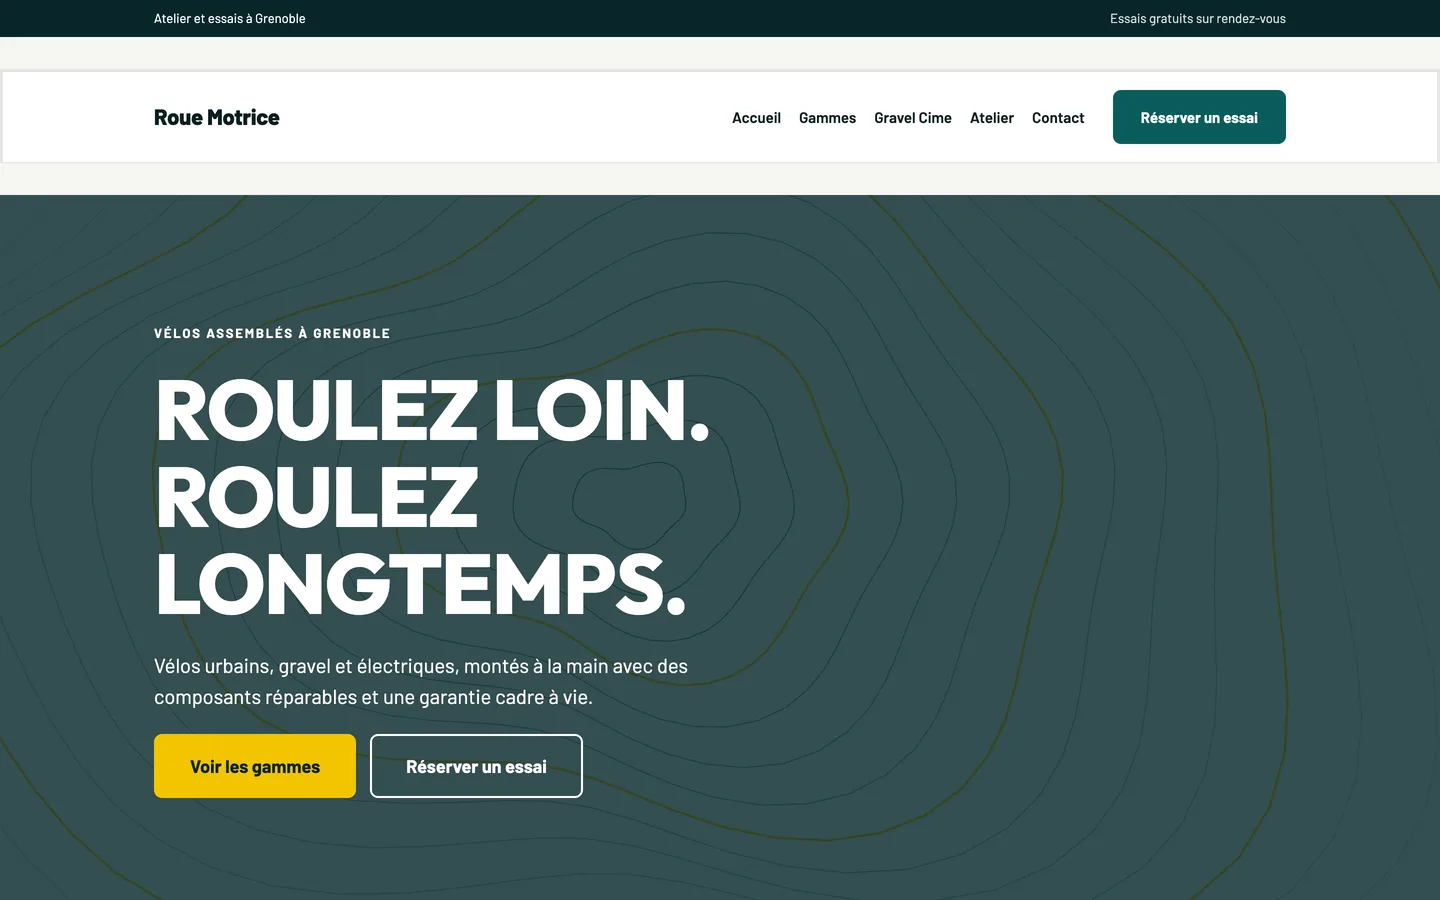 Atelier et essais à Grenoble
Essais gratuits sur rendez-vous
Roue Motrice
Accueil
Gammes
Gravel Cime
Atelier
Contact
Réserver un essai
VÉLOS ASSEMBLÉS À GRENOBLE
ROULEZ LOIN.
ROULEZ
LONGTEMPS.
Vélos urbains, gravel et électriques, montés à la main avec des
composants réparables et une garantie cadre à vie.
Voir les gammes
Réserver un essai